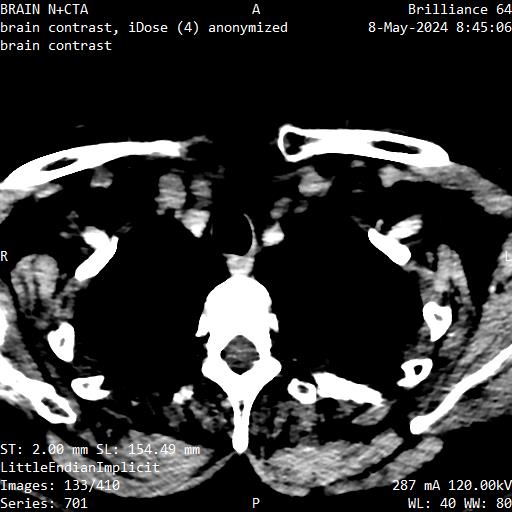 BRAIN N+CTA
brain contrast, iDose (4) anonymized
brain contrast
A
Brilliance 64
8-May-2024 8:45:06
R
L
ST: 2.00 mm SL: 154.49 mm
LittleEndianImplicit
Images: 133/410
Series: 701
P
287 mA 120.00kV
WL: 40 WW: 80